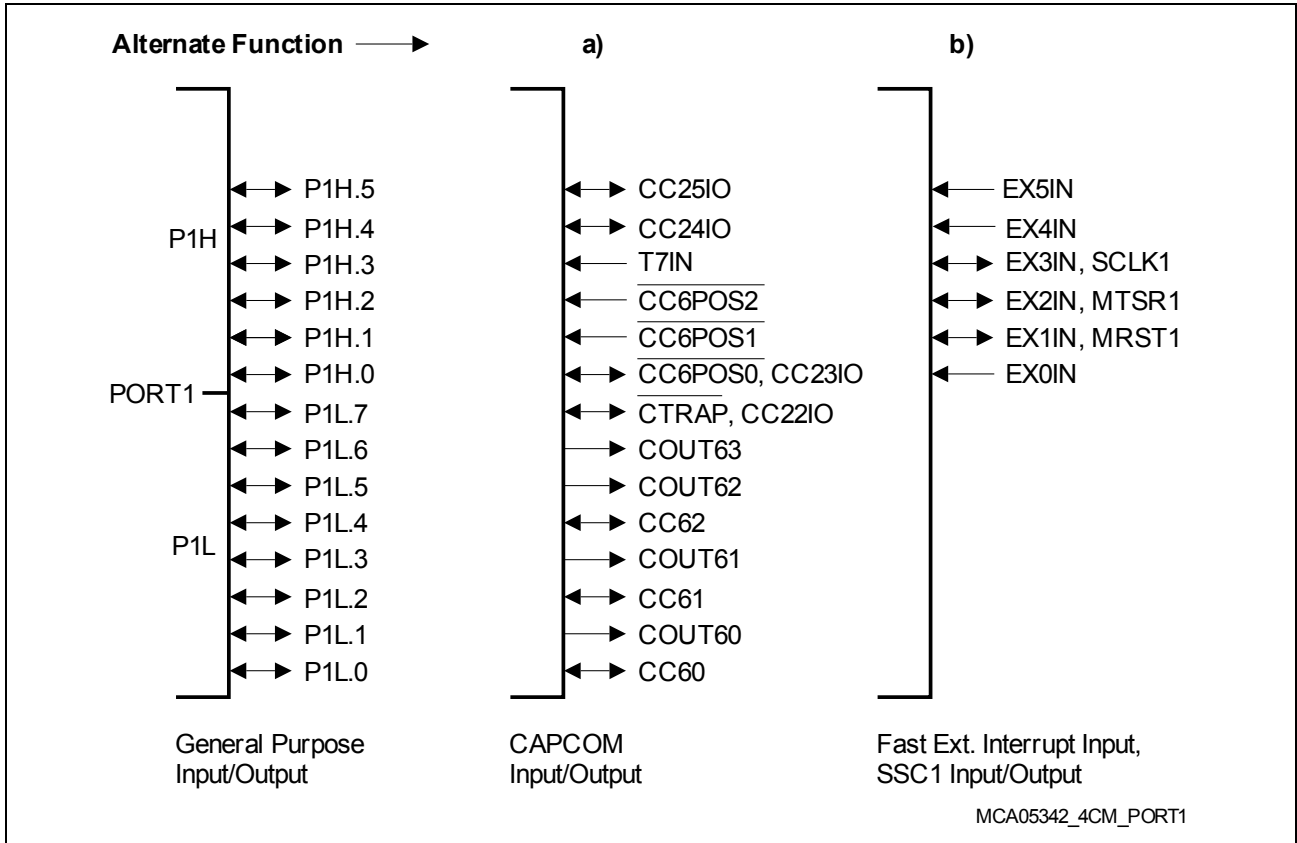 Alternate Function a) b)
P1H.5 CC25IO EX5IN
P1H.4 CC24IO EX4IN
P1H
P1H.3 T7IN EX3IN, SCLK1
P1H.2 CC6POS2 EX2IN, MTSR1
P1H.1 CC6POS1 EX1IN, MRST1
P1H.0 CC6POS0, CC23IO EX0IN
PORT1
P1L.7 CTRAP, CC22IO
P1L.6 COUT63
P1L.5 COUT62
P1L.4 CC62
P1L
P1L.3 COUT61
P1L.2 CC61
P1L.1 COUT60
P1L.0 CC60
General Purpose
Input/Output
CAPCOM
Input/Output
Fast Ext. Interrupt Input,
SSC1 Input/Output
MCA05342_4CM_PORT1